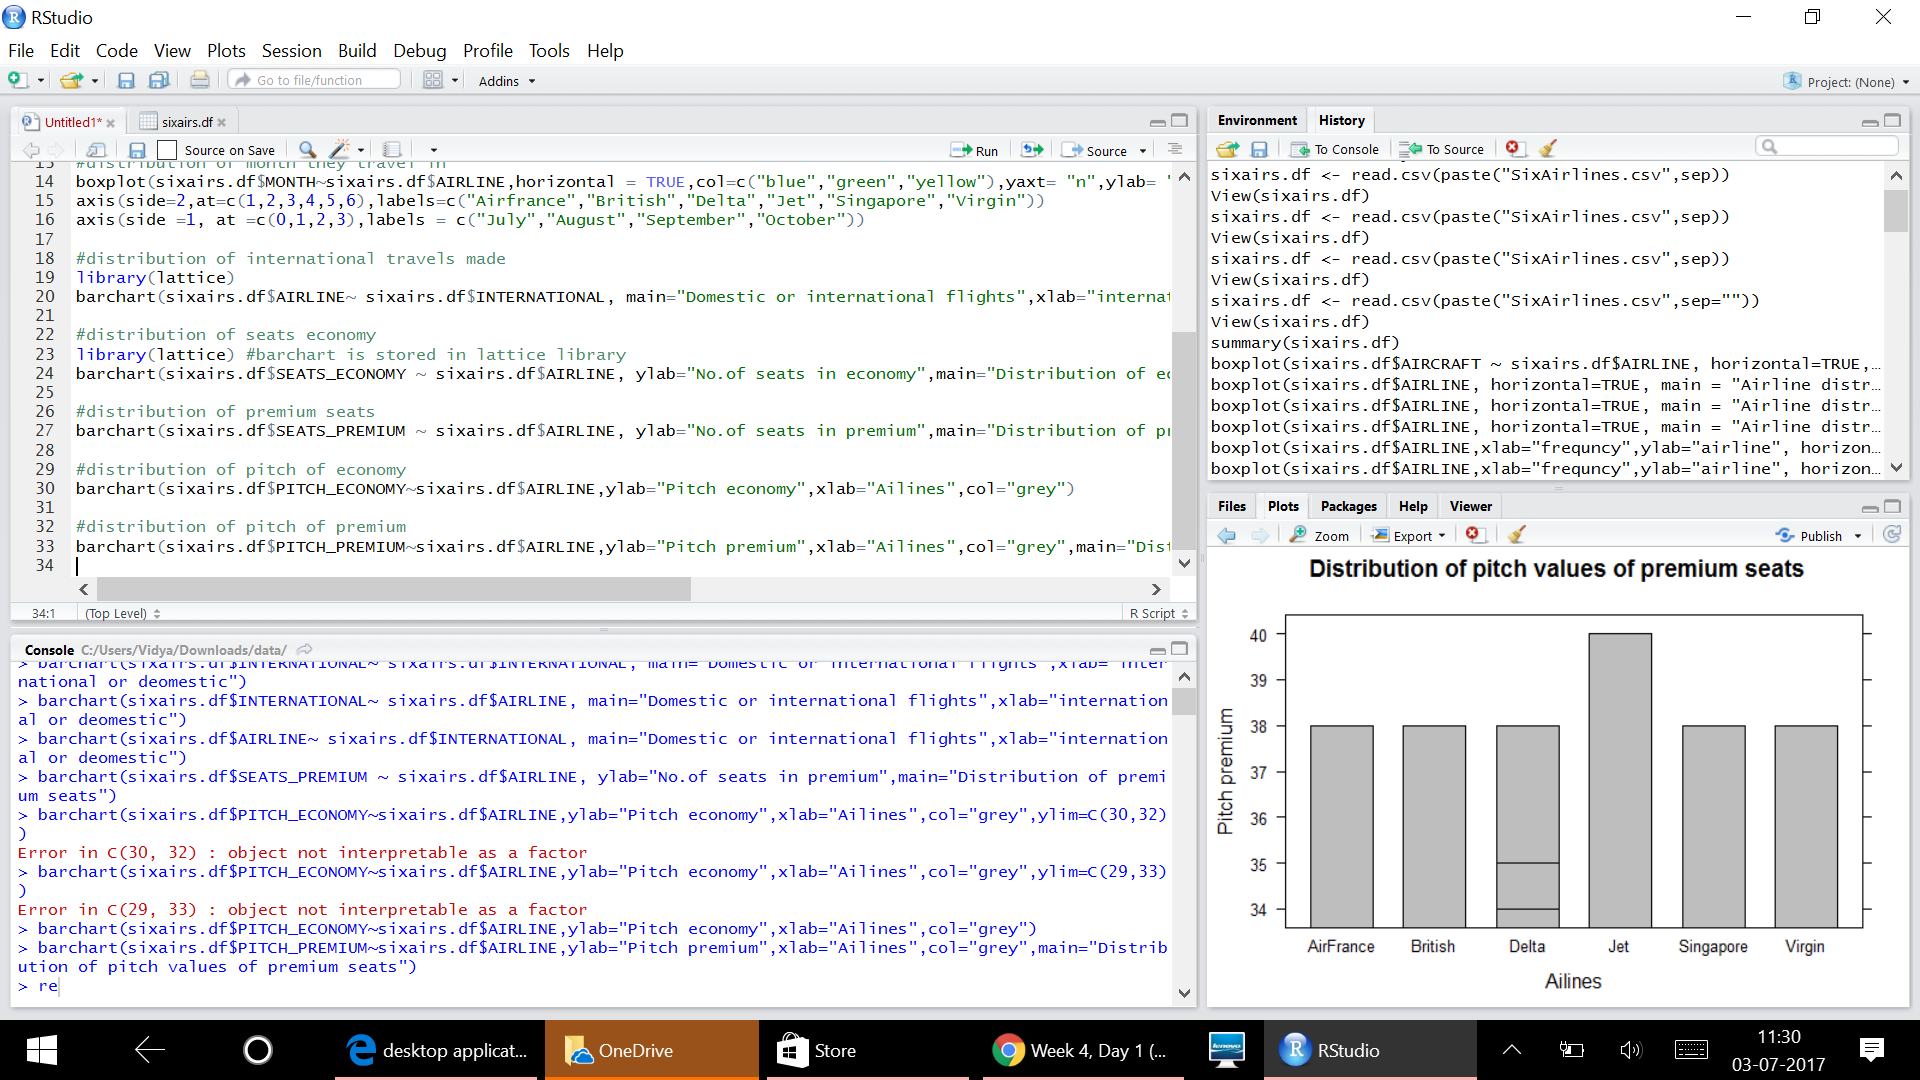 RStudio
File Edit Code View Plots Session Build Debug Profile Tools Help
Go to file/function Addins Project: (None)
Untitled1* sixairs.df
Source on Save Run Source
13 #distribution of month they travel in
14 boxplot(sixairs.df$MONTH~sixairs.df$AIRLINE,horizontal = TRUE,col=c("blue","green","yellow"),yaxt= "n",ylab= "
15 axis(side=2,at=c(1,2,3,4,5,6),labels=c("Airfrance","British","Delta","Jet","Singapore","Virgin"))
16 axis(side =1, at =c(0,1,2,3),labels = c("July","August","September","October"))
17
18 #distribution of international travels made
19 library(lattice)
20 barchart(sixairs.df$AIRLINE~ sixairs.df$INTERNATIONAL, main="Domestic or international flights",xlab="internat
21
22 #distribution of seats economy
23 library(lattice) #barchart is stored in lattice library
24 barchart(sixairs.df$SEATS_ECONOMY ~ sixairs.df$AIRLINE, ylab="No.of seats in economy",main="Distribution of ec
25
26 #distribution of premium seats
27 barchart(sixairs.df$SEATS_PREMIUM ~ sixairs.df$AIRLINE, ylab="No.of seats in premium",main="Distribution of pr
28
29 #distribution of pitch of economy
30 barchart(sixairs.df$PITCH_ECONOMY~sixairs.df$AIRLINE,ylab="Pitch economy",xlab="Ailines",col="grey")
31
32 #distribution of pitch of premium
33 barchart(sixairs.df$PITCH_PREMIUM~sixairs.df$AIRLINE,ylab="Pitch premium",xlab="Ailines",col="grey",main="Dist
34
34:1 (Top Level) R Script
Console C:/Users/Vidya/Downloads/data/
> barchart(sixairs.df$INTERNATIONAL~ sixairs.df$INTERNATIONAL, main="Domestic or international flights",xlab="inter
national or deomestic")
> barchart(sixairs.df$INTERNATIONAL~ sixairs.df$AIRLINE, main="Domestic or international flights",xlab="internation
al or deomestic")
> barchart(sixairs.df$AIRLINE~ sixairs.df$INTERNATIONAL, main="Domestic or international flights",xlab="internation
al or deomestic")
> barchart(sixairs.df$SEATS_PREMIUM ~ sixairs.df$AIRLINE, ylab="No.of seats in premium",main="Distribution of premi
um seats")
> barchart(sixairs.df$PITCH_ECONOMY~sixairs.df$AIRLINE,ylab="Pitch economy",xlab="Ailines",col="grey",ylim=C(30,32)
)
Error in C(30, 32) : object not interpretable as a factor
> barchart(sixairs.df$PITCH_ECONOMY~sixairs.df$AIRLINE,ylab="Pitch economy",xlab="Ailines",col="grey",ylim=C(29,33)
)
Error in C(29, 33) : object not interpretable as a factor
> barchart(sixairs.df$PITCH_ECONOMY~sixairs.df$AIRLINE,ylab="Pitch economy",xlab="Ailines",col="grey")
> barchart(sixairs.df$PITCH_PREMIUM~sixairs.df$AIRLINE,ylab="Pitch premium",xlab="Ailines",col="grey",main="Distrib
ution of pitch values of premium seats")
> re
Environment History
To Console To Source
sixairs.df <- read.csv(paste("SixAirlines.csv",sep))
View(sixairs.df)
sixairs.df <- read.csv(paste("SixAirlines.csv",sep))
View(sixairs.df)
sixairs.df <- read.csv(paste("SixAirlines.csv",sep))
View(sixairs.df)
sixairs.df <- read.csv(paste("SixAirlines.csv",sep=""))
View(sixairs.df)
summary(sixairs.df)
boxplot(sixairs.df$AIRCRAFT ~ sixairs.df$AIRLINE, horizontal=TRUE,…
boxplot(sixairs.df$AIRLINE, horizontal=TRUE, main = "Airline distr…
boxplot(sixairs.df$AIRLINE, horizontal=TRUE, main = "Airline distr…
boxplot(sixairs.df$AIRLINE, horizontal=TRUE, main = "Airline distr…
boxplot(sixairs.df$AIRLINE,xlab="frequncy",ylab="airline", horizon…
boxplot(sixairs.df$AIRLINE,xlab="frequncy",ylab="airline", horizon…
Files Plots Packages Help Viewer
Zoom Export Publish
Distribution of pitch values of premium seats
Pitch premium
40
39
38
37
36
35
34
AirFrance British Delta Jet Singapore Virgin
Ailines
desktop applicat... OneDrive Store Week 4, Day 1 (... lenovo RStudio
11:30
03-07-2017